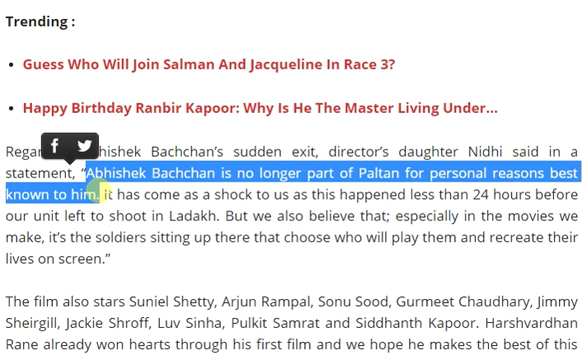 Trending :
• Guess Who Will Join Salman And Jacqueline In Race 3?
• Happy Birthday Ranbir Kapoor: Why Is He The Master Living Under...
hishek Bachchan’s sudden exit, director’s daughter Nidhi said in a
statement, “Abhishek Bachchan is no longer part of Paltan for personal reasons best
known to him. it has come as a shock to us as this happened less than 24 hours before
our unit left to shoot in Ladakh. But we also believe that; especially in the movies we
make, it’s the soldiers sitting up there that choose who will play them and recreate their
lives on screen.”
The film also stars Suniel Shetty, Arjun Rampal, Sonu Sood, Gurmeet Chaudhary, Jimmy
Sheirgill, Jackie Shroff, Luv Sinha, Pulkit Samrat and Siddhanth Kapoor. Harshvardhan
Rane already won hearts through his first film and we hope he makes the best of this